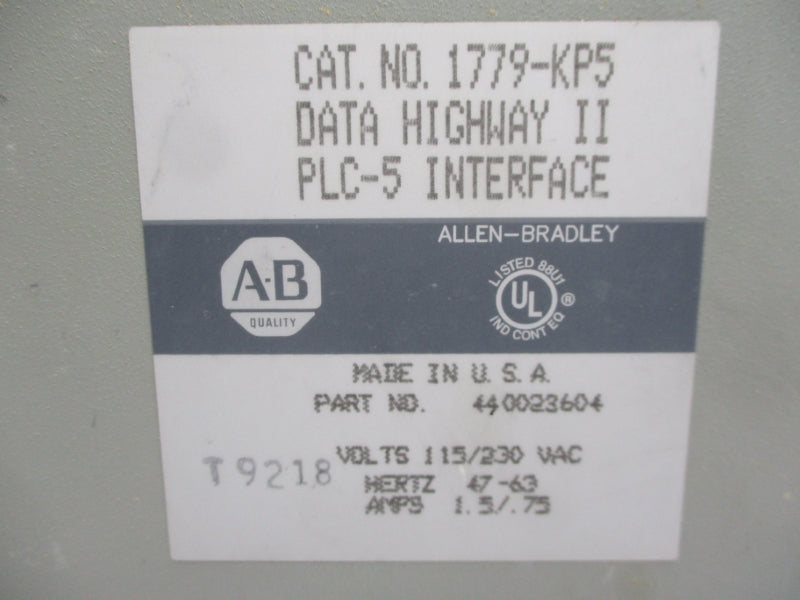 CAT. NO. 1779-KP5
DATA HIGHWAY II
PLC-5 INTERFACE
ALLEN-BRADLEY
A·B
QUALITY
LISTED 88U1
UL ®
IND CONT EQ
MADE IN U.S.A.
PART NO. 440023604
T9218
VOLTS 115/230 VAC
HERTZ 47-63
AMPS 1.5/.75